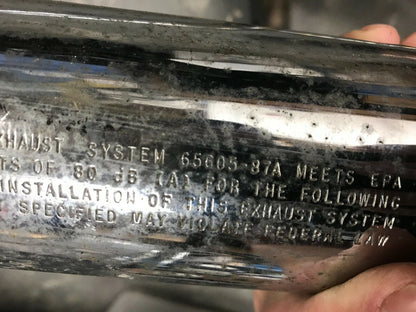 EXHAUST SYSTEM 65605-87A MEETS EPA
TS OF 80 dB (A) FOR THE FOLLOWING
INSTALLATION OF THIS EXHAUST SYSTEM
SPECIFIED MAY VIOLATE FEDERAL LAW